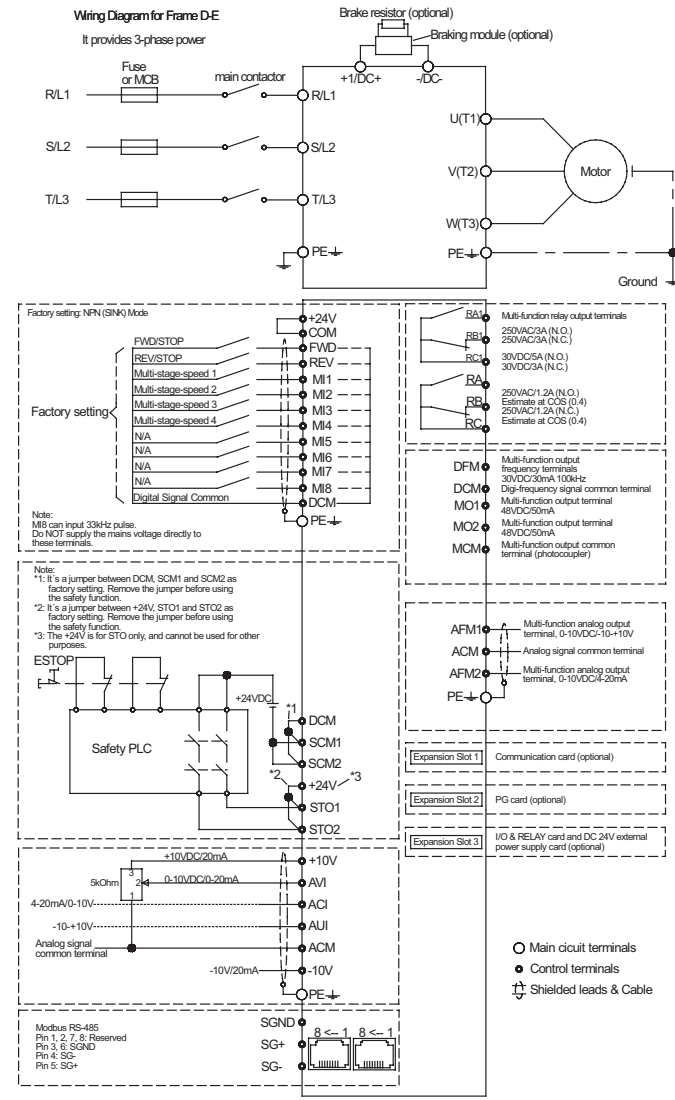 Wiring Diagram for Frame D-E
It provides 3-phase power
Brake resistor (optional)
Braking module (optional)
Fuse
or MCB
main contactor
+1/DC+
-/DC-
R/L1
R/L1
S/L2
S/L2
T/L3
T/L3
PE
U(T1)
V(T2)
W(T3)
PE
Motor
Ground
Factory setting: NPN (SINK) Mode
+24V
COM
FWD/STOP
FWD
REV/STOP
REV
Multi-stage-speed 1
MI1
Multi-stage-speed 2
MI2
Multi-stage-speed 3
MI3
Multi-stage-speed 4
MI4
Factory setting
N/A
MI5
N/A
MI6
N/A
MI7
N/A
MI8
Digital Signal Common
DCM
PE
Note:
MI8 can input 33kHz pulse.
Do NOT supply the mains voltage directly to
these terminals.
RA1
Multi-function relay output terminals
RB1
250VAC/3A (N.O.)
250VAC/3A (N.C.)
RC1
30VDC/5A (N.O.)
30VDC/3A (N.C.)
RA
RB
RC
250VAC/1.2A (N.O.)
Estimate at COS (0.4)
250VAC/1.2A (N.C.)
Estimate at COS (0.4)
DFM
Multi-function output
frequency terminals
30VDC/30mA 100kHz
DCM
Digi-frequency signal common terminal
MO1
Multi-function output terminal
48VDC/50mA
MO2
Multi-function output terminal
48VDC/50mA
MCM
Multi-function output common
terminal (photocoupler)
Note:
*1: It´s a jumper between DCM, SCM1 and SCM2 as
factory setting. Remove the jumper before using
the safety function.
*2: It´s a jumper between +24V, STO1 and STO2 as
factory setting. Remove the jumper before using
the safety function.
*3: The +24V is for STO only, and cannot be used for other
purposes.
ESTOP
Safety PLC
+24VDC
*1
DCM
SCM1
SCM2
*2
+24V
*3
STO1
STO2
AFM1
Multi-function analog output
terminal, 0-10VDC/-10-+10V
ACM
Analog signal common terminal
AFM2
Multi-function analog output
terminal, 0-10VDC/4-20mA
PE
Expansion Slot 1
Communication card (optional)
Expansion Slot 2
PG card (optional)
Expansion Slot 3
I/O & RELAY card and DC 24V external
power supply card (optional)
+10VDC/20mA
+10V
5kOhm
3
2
1
0-10VDC/0-20mA
AVI
4-20mA/0-10V
ACI
-10-+10V
AUI
Analog signal
common terminal
ACM
-10V/20mA
-10V
PE
Main cicuit terminals
Control terminals
Shielded leads & Cable
Modbus RS-485
Pin 1, 2, 7, 8: Reserved
Pin 3, 6: SGND
Pin 4: SG-
Pin 5: SG+
SGND
SG+
SG-
8 <-- 1
8 <-- 1